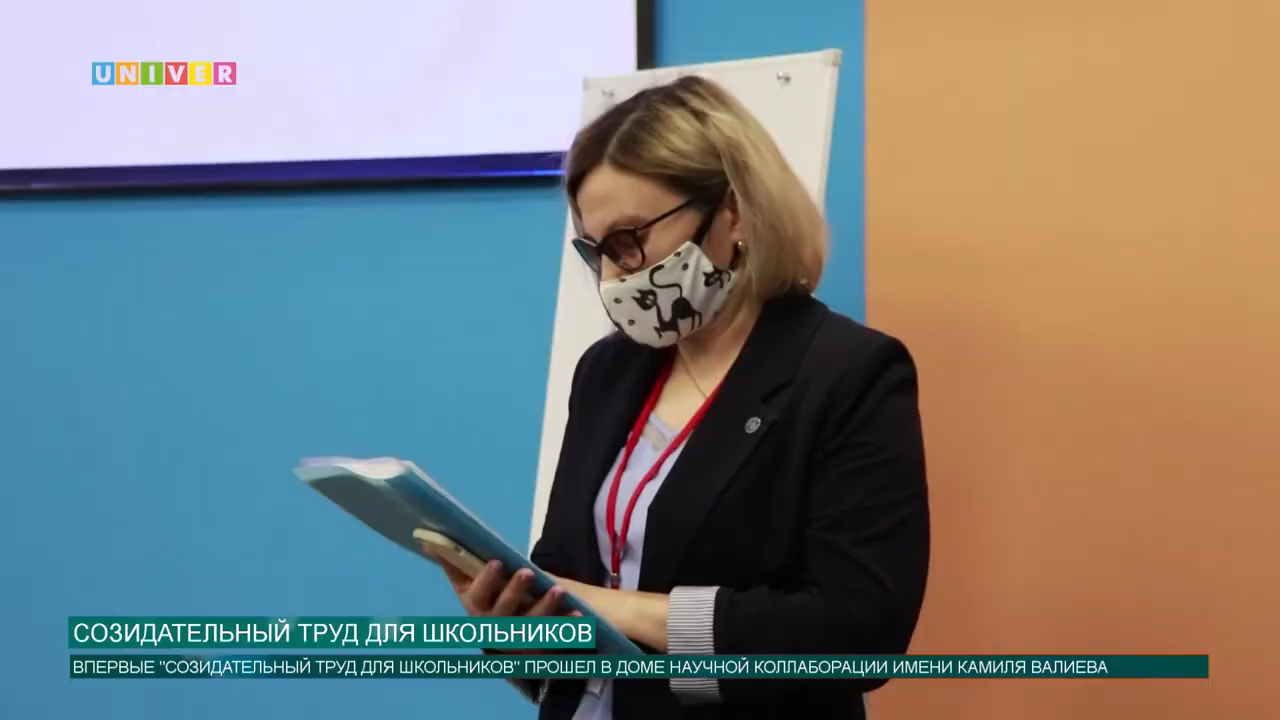 UNIVER
СОЗИДАТЕЛЬНЫЙ ТРУД ДЛЯ ШКОЛЬНИКОВ
ВПЕРВЫЕ "СОЗИДАТЕЛЬНЫЙ ТРУД ДЛЯ ШКОЛЬНИКОВ" ПРОШЕЛ В ДОМЕ НАУЧНОЙ КОЛЛАБОРАЦИИ ИМЕНИ КАМИЛЯ ВАЛИЕВА